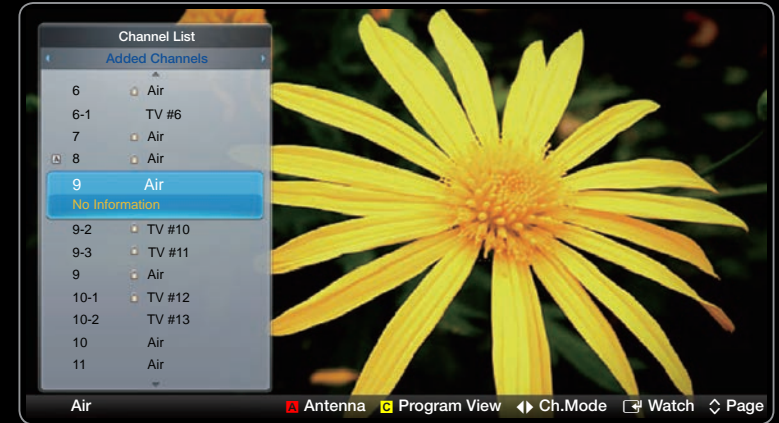 Channel List
Added Channels
6 Air
6-1 TV #6
7 Air
A 8 Air
9 Air
No Information
9-2 TV #10
9-3 TV #11
9 Air
10-1 TV #12
10-2 TV #13
10 Air
11 Air
Air A Antenna C Program View Ch.Mode Watch Page